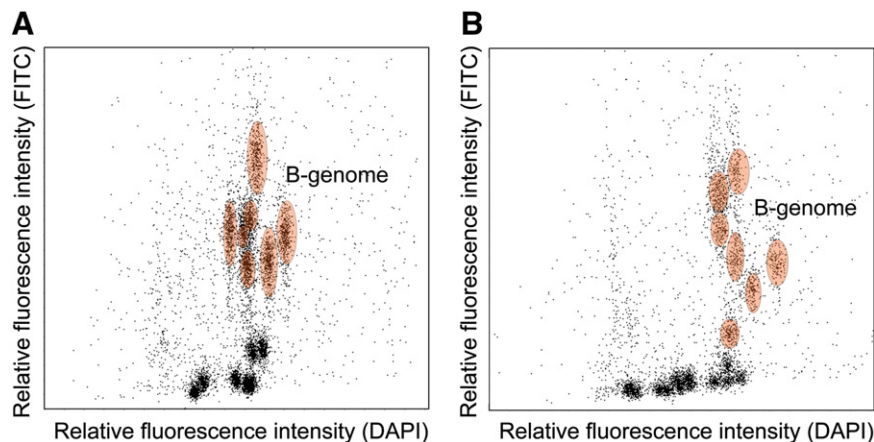 A
Relative fluorescence intensity (FITC)
B-genome
Relative fluorescence intensity (DAPI)
B
Relative fluorescence intensity (FITC)
B-genome
Relative fluorescence intensity (DAPI)